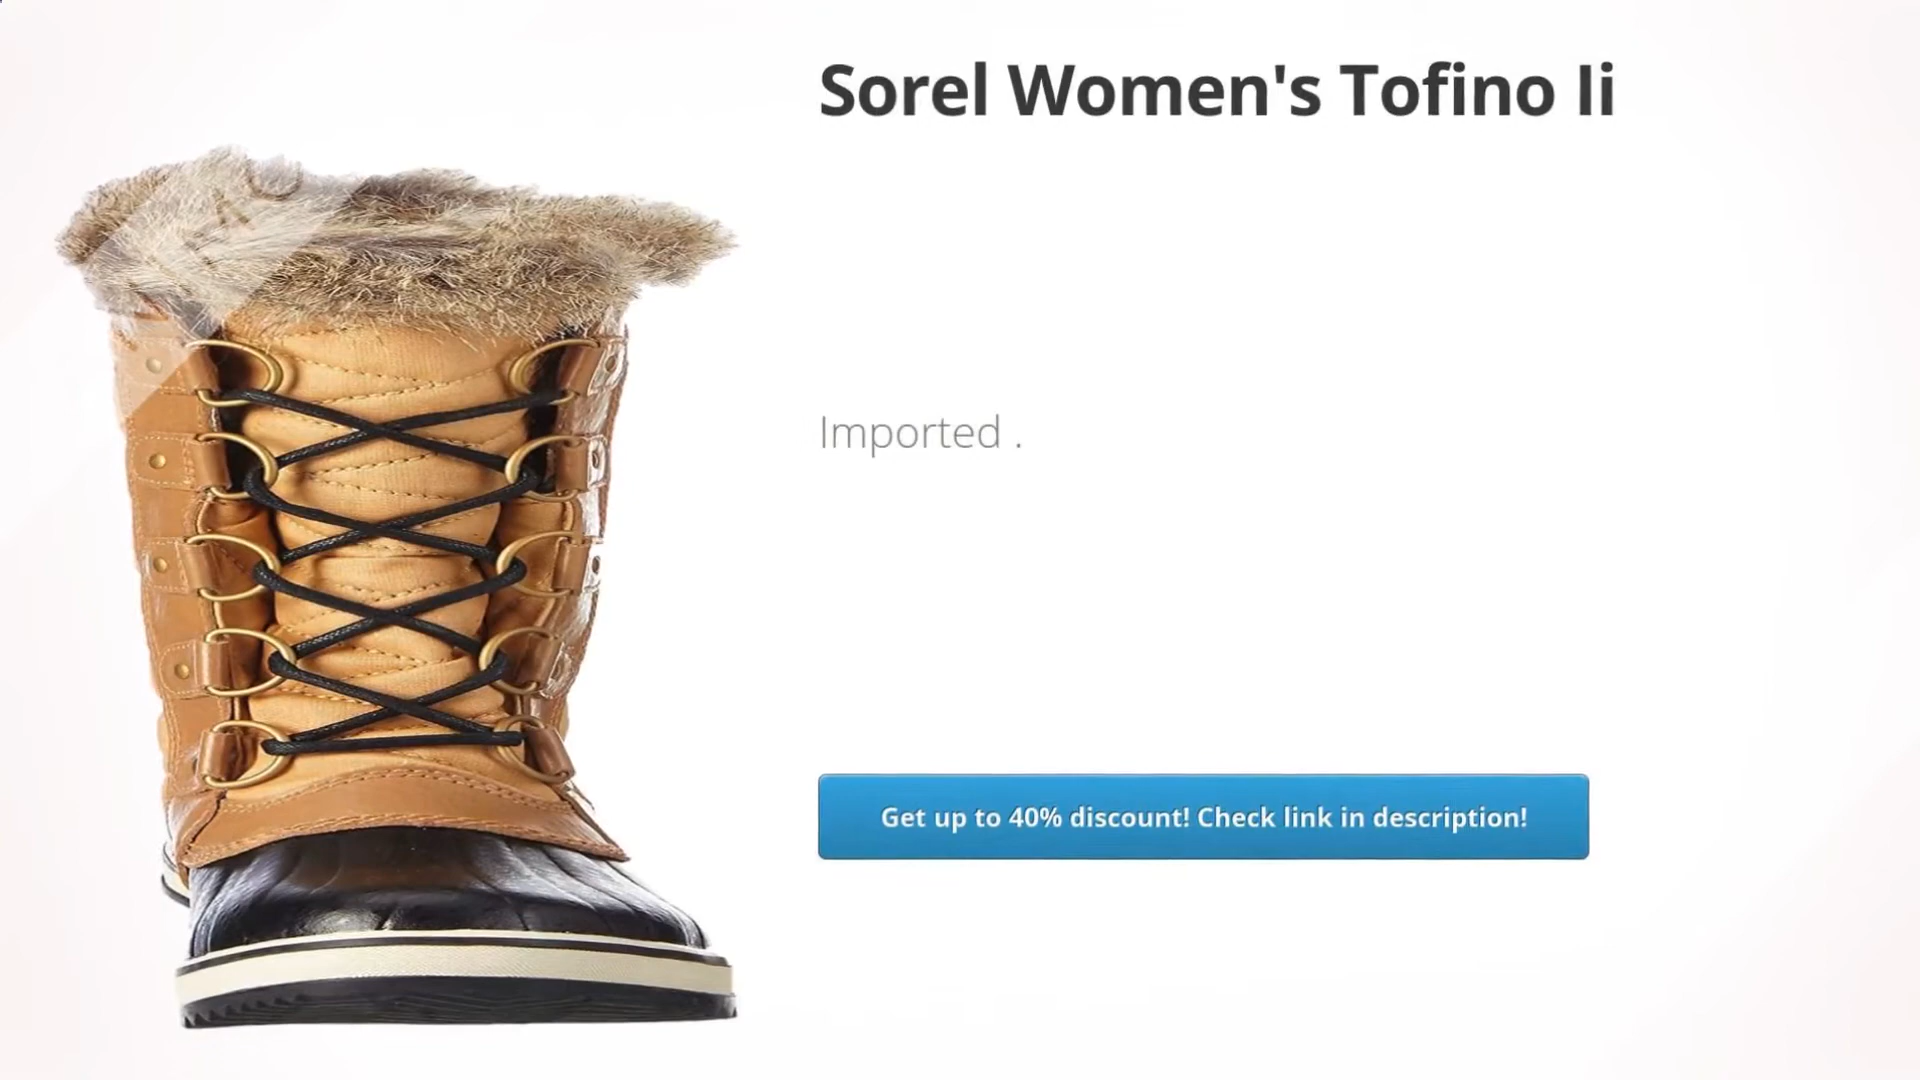 Sorel Women's Tofino Ii
Imported .
Get up to 40% discount! Check link in description!